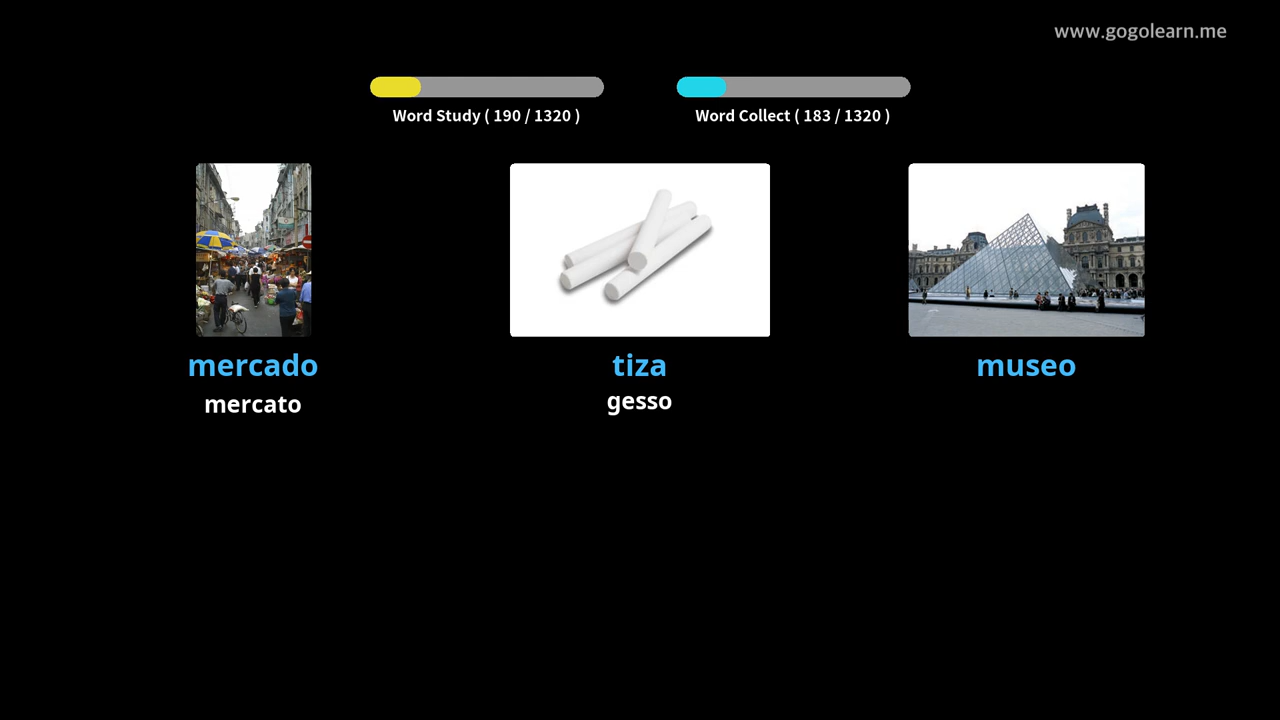 www.gogolearn.me
Word Study ( 190 / 1320 )
Word Collect ( 183 / 1320 )
mercado
mercato
tiza
gesso
museo